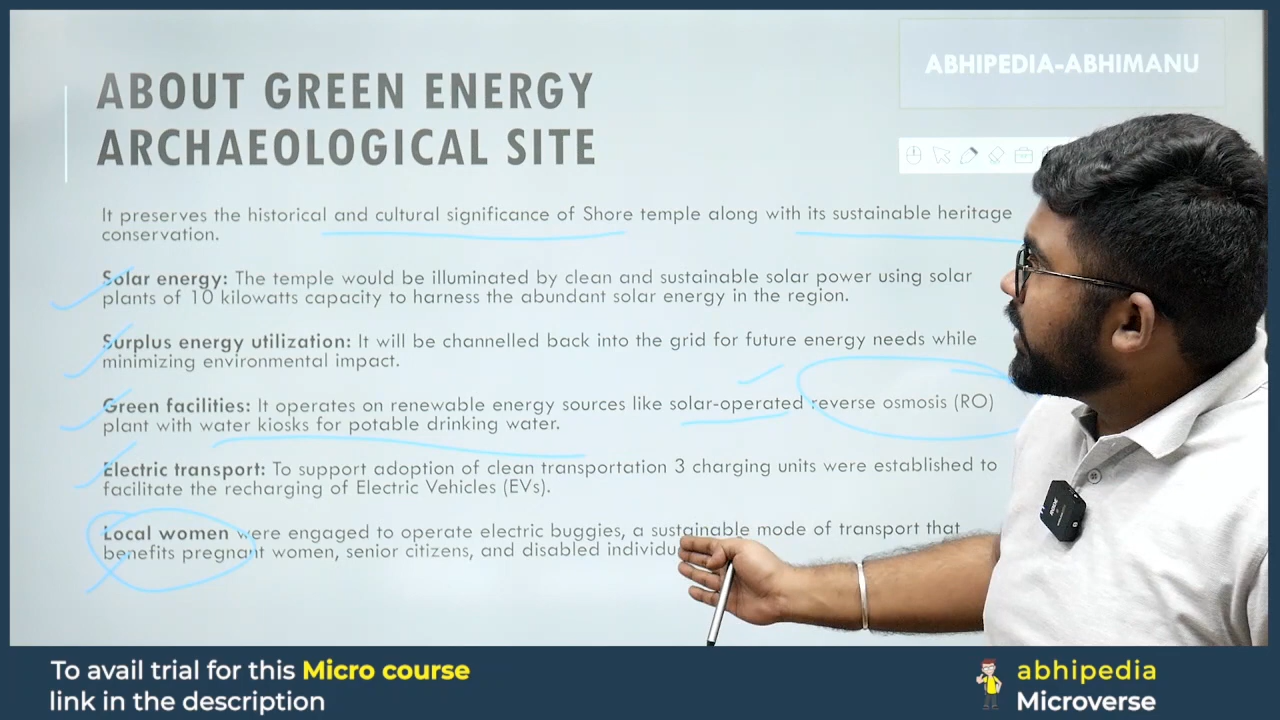 ABHIPEDIA-ABHIMANU
ABOUT GREEN ENERGY
ARCHAEOLOGICAL SITE
It preserves the historical and cultural significance of Shore temple along with its sustainable heritage
conservation.
Solar energy: The temple would be illuminated by clean and sustainable solar power using solar
plants of 10 kilowatts capacity to harness the abundant solar energy in the region.
Surplus energy utilization: It will be channelled back into the grid for future energy needs while
minimizing environmental impact.
Green facilities: It operates on renewable energy sources like solar-operated reverse osmosis (RO)
plant with water kiosks for potable drinking water.
Electric transport: To support adoption of clean transportation 3 charging units were established to
facilitate the recharging of Electric Vehicles (EVs).
Local women were engaged to operate electric buggies, a sustainable mode of transport that
benefits pregnant women, senior citizens, and disabled individu
To avail trial for this Micro course
link in the description
abhipedia
Microverse